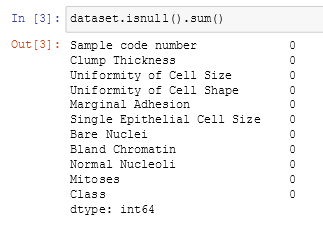 In [3]: dataset.isnull().sum()
Out[3]: Sample code number 0
Clump Thickness 0
Uniformity of Cell Size 0
Uniformity of Cell Shape 0
Marginal Adhesion 0
Single Epithelial Cell Size 0
Bare Nuclei 0
Bland Chromatin 0
Normal Nucleoli 0
Mitoses 0
Class 0
dtype: int64